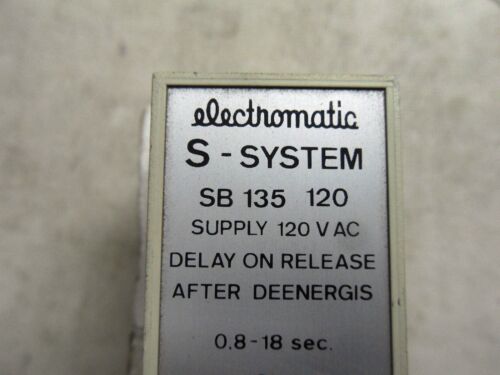 electromatic
S-SYSTEM
SB 135 120
SUPPLY 120 V AC
DELAY ON RELEASE
AFTER DEENERGIS
0.8-18 sec.